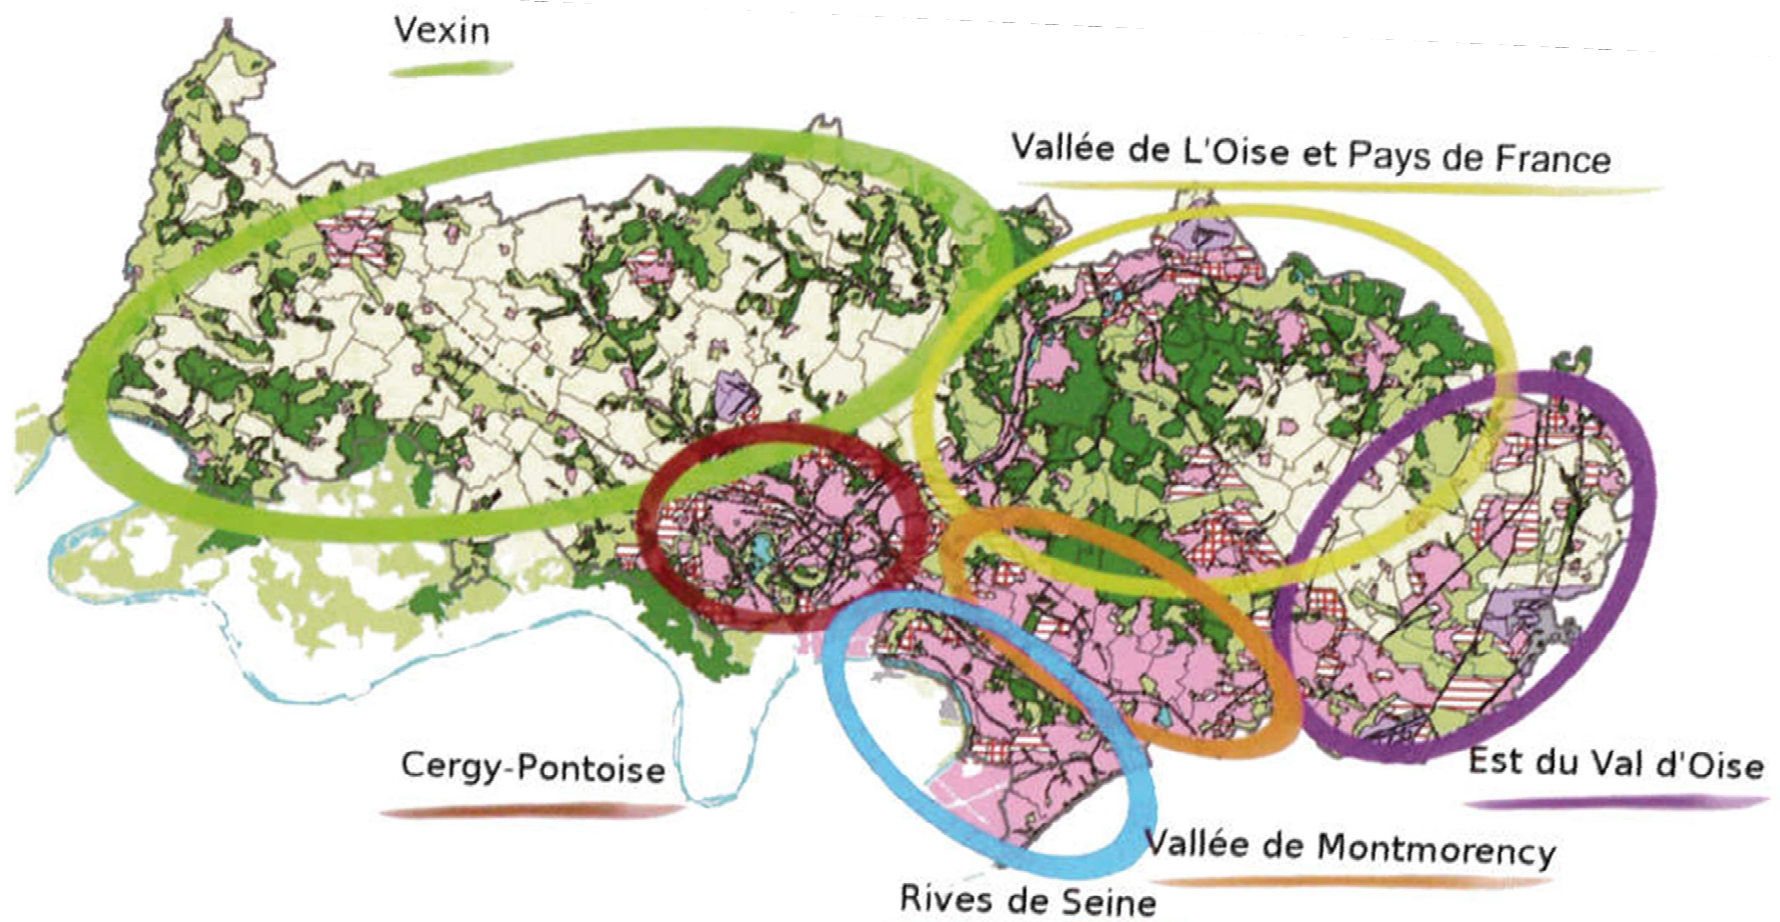 Vexin
Vallée de L'Oise et Pays de France
Cergy-Pontoise
Est du Val d'Oise
Vallée de Montmorency
Rives de Seine